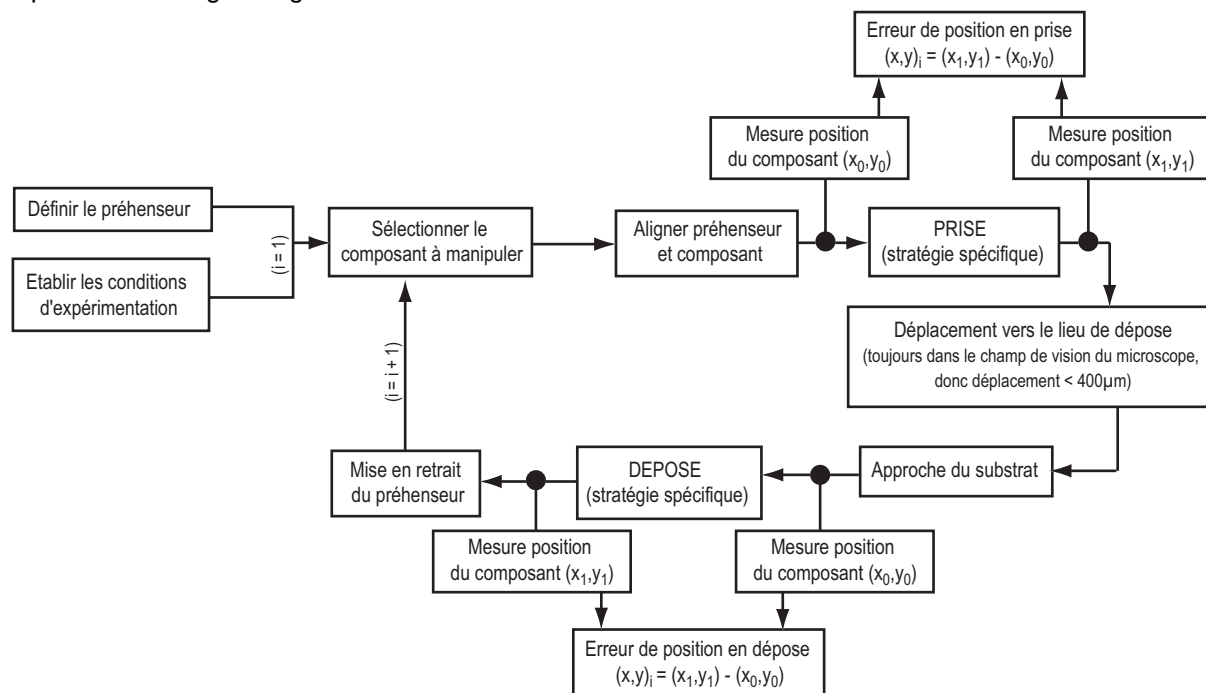 Erreur de position en prise
(x,y)i = (x1,y1) - (x0,y0)
Mesure position
du composant (x0,y0)
Mesure position
du composant (x1,y1)
Définir le préhenseur
Etablir les conditions
d'expérimentation
(i = 1)
Sélectionner le
composant à manipuler
Aligner préhenseur
et composant
PRISE
(stratégie spécifique)
Déplacement vers le lieu de dépose
(toujours dans le champ de vision du microscope,
donc déplacement < 400µm)
(i = i + 1)
Mise en retrait
du préhenseur
DEPOSE
(stratégie spécifique)
Approche du substrat
Mesure position
du composant (x1,y1)
Mesure position
du composant (x0,y0)
Erreur de position en dépose
(x,y)i = (x1,y1) - (x0,y0)